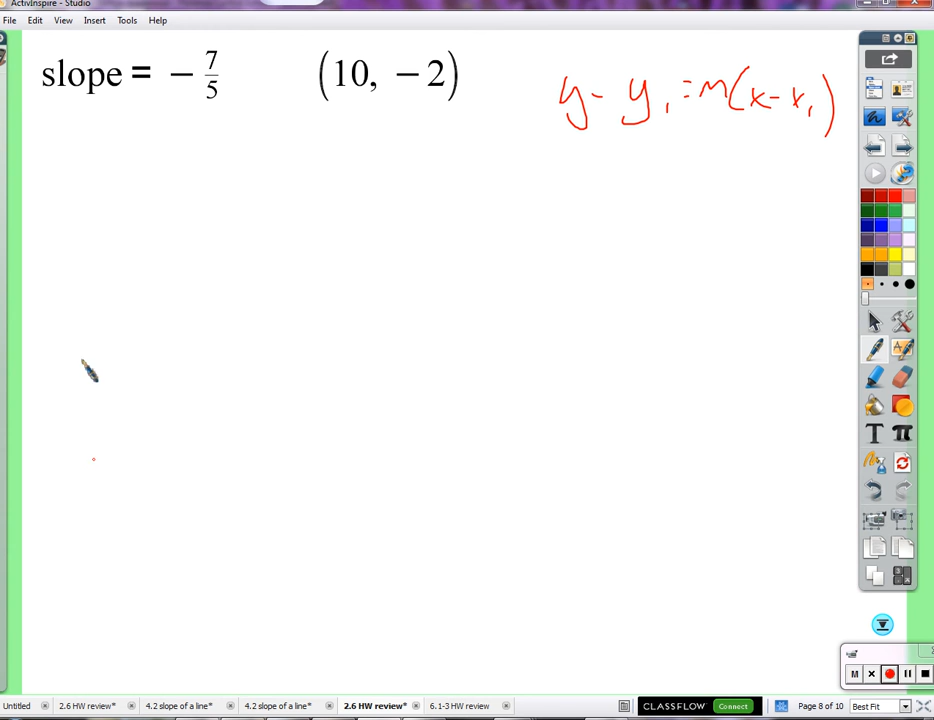 ActivInspire - Studio
File Edit View Insert Tools Help
slope = − 7/5 (10, − 2)
y − y₁ = m(x − x₁)
T π
M
Untitled 2.6 HW review* 4.2 slope of a line* 4.2 slope of a line* 2.6 HW review* 6.1-3 HW review CLASSFLOW Connect Page 8 of 10 Best Fit